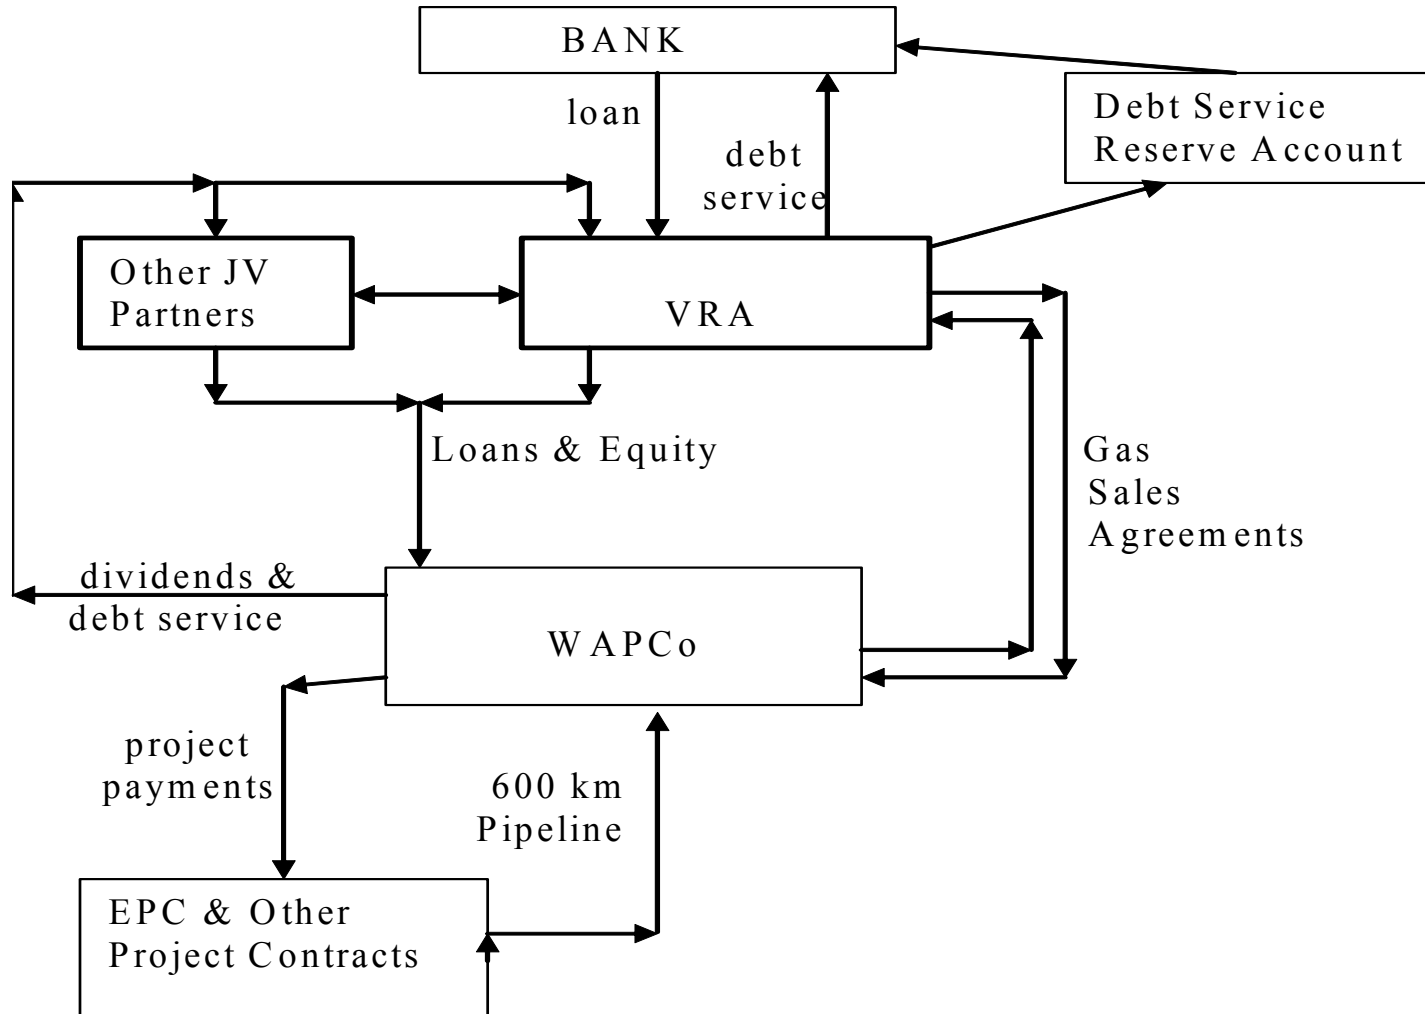 BANK
loan
debt
service
Debt Service
Reserve Account
Other JV
Partners
VRA
Loans & Equity
Gas
Sales
Agreements
dividends &
debt service
WAPCo
project
payments
600 km
Pipeline
EPC & Other
Project Contracts